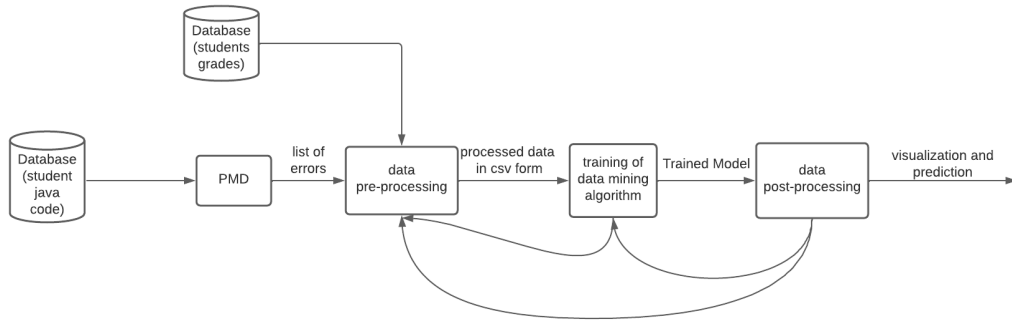 Database
(students
grades)
Database
(student
java
code)
PMD
list of
errors
data
pre-processing
processed data
in csv form
training of
data mining
algorithm
Trained Model
data
post-processing
visualization and
prediction